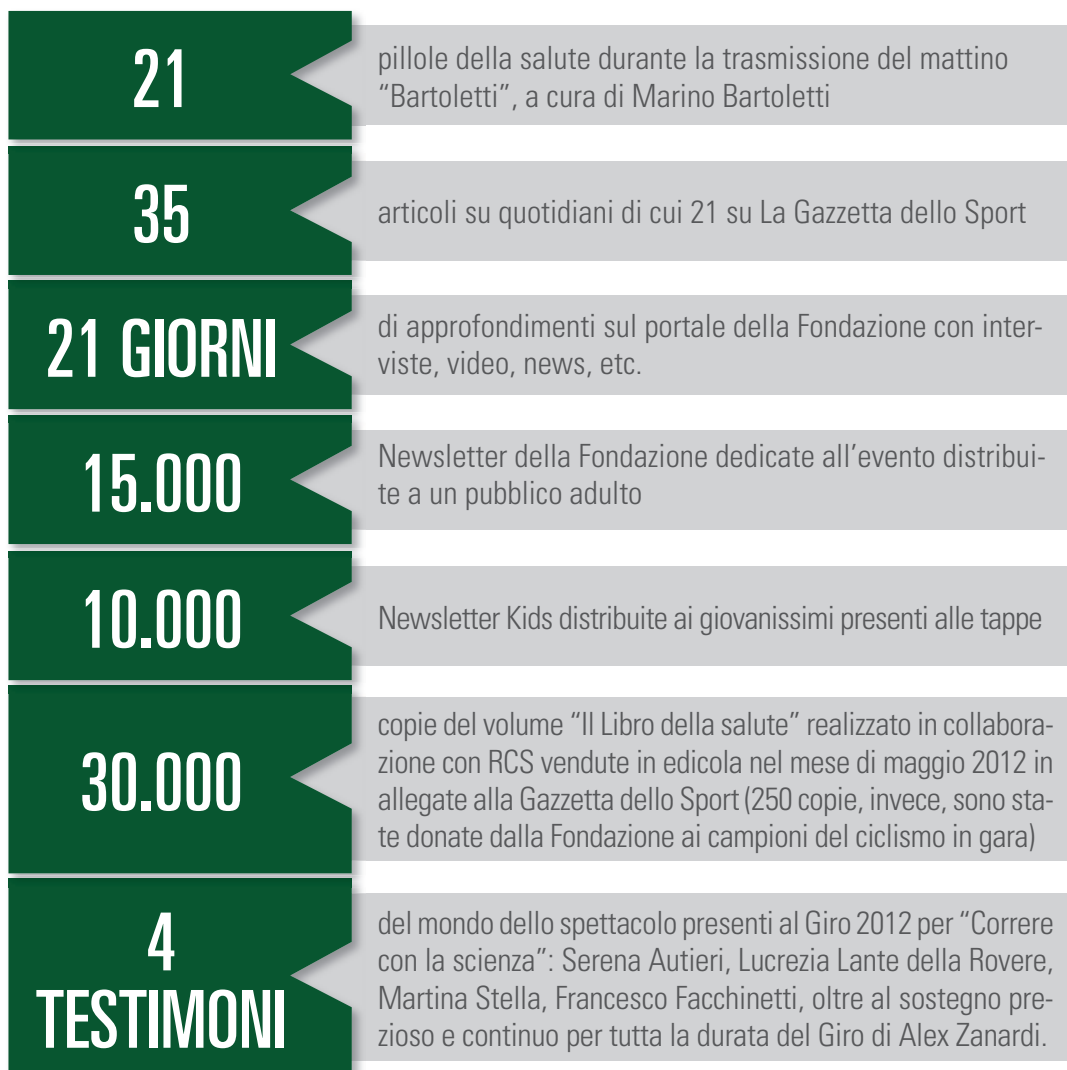 21
pillole della salute durante la trasmissione del mattino
“Bartoletti”, a cura di Marino Bartoletti
35
articoli su quotidiani di cui 21 su La Gazzetta dello Sport
21 GIORNI
di approfondimenti sul portale della Fondazione con inter-
viste, video, news, etc.
15.000
Newsletter della Fondazione dedicate all’evento distribui-
te a un pubblico adulto
10.000
Newsletter Kids distribuite ai giovanissimi presenti alle tappe
30.000
copie del volume “Il Libro della salute” realizzato in collabora-
zione con RCS vendute in edicola nel mese di maggio 2012 in
allegate alla Gazzetta dello Sport (250 copie, invece, sono sta-
te donate dalla Fondazione ai campioni del ciclismo in gara)
4
TESTIMONI
del mondo dello spettacolo presenti al Giro 2012 per “Correre
con la scienza”: Serena Autieri, Lucrezia Lante della Rovere,
Martina Stella, Francesco Facchinetti, oltre al sostegno pre-
zioso e continuo per tutta la durata del Giro di Alex Zanardi.